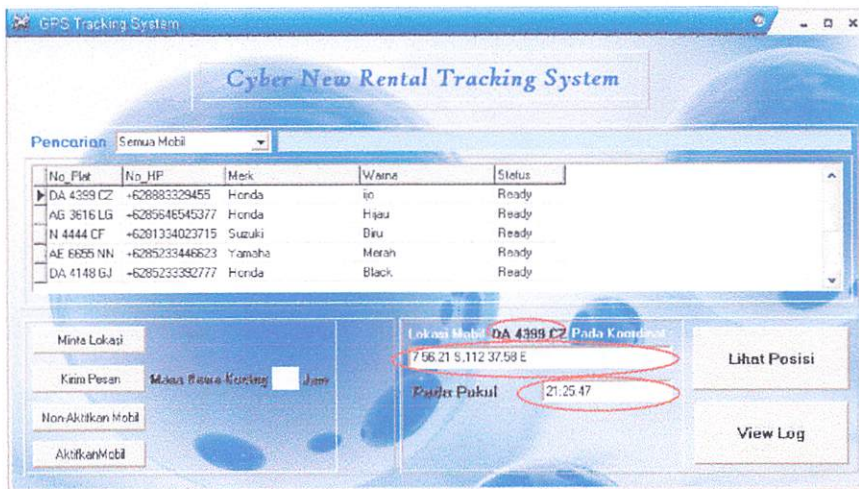 GPS Tracking System
Cyber New Rental Tracking System
Pencarian Semua Mobil
No_Plat No_HP Merk Warna Status
DA 4399 CZ +628883329455 Honda ijo Ready
AG 3616 LG +6285646545377 Honda Hijau Ready
N 4444 CF +6281334023715 Suzuki Biru Ready
AE 6655 NN +6285233446623 Yamaha Merah Ready
DA 4148 GJ +6285233392777 Honda Black Ready
Minta Lokasi
Kirim Pesan
Non-Aktifkan Mobil
AktifkanMobil
Masa Sewa Kurang Jam
Lokasi Mobil DA 4399 CZ Pada Koordinat
7 56.21 S,112 37.58 E
Pada Pukul 21:25:47
Lihat Posisi
View Log